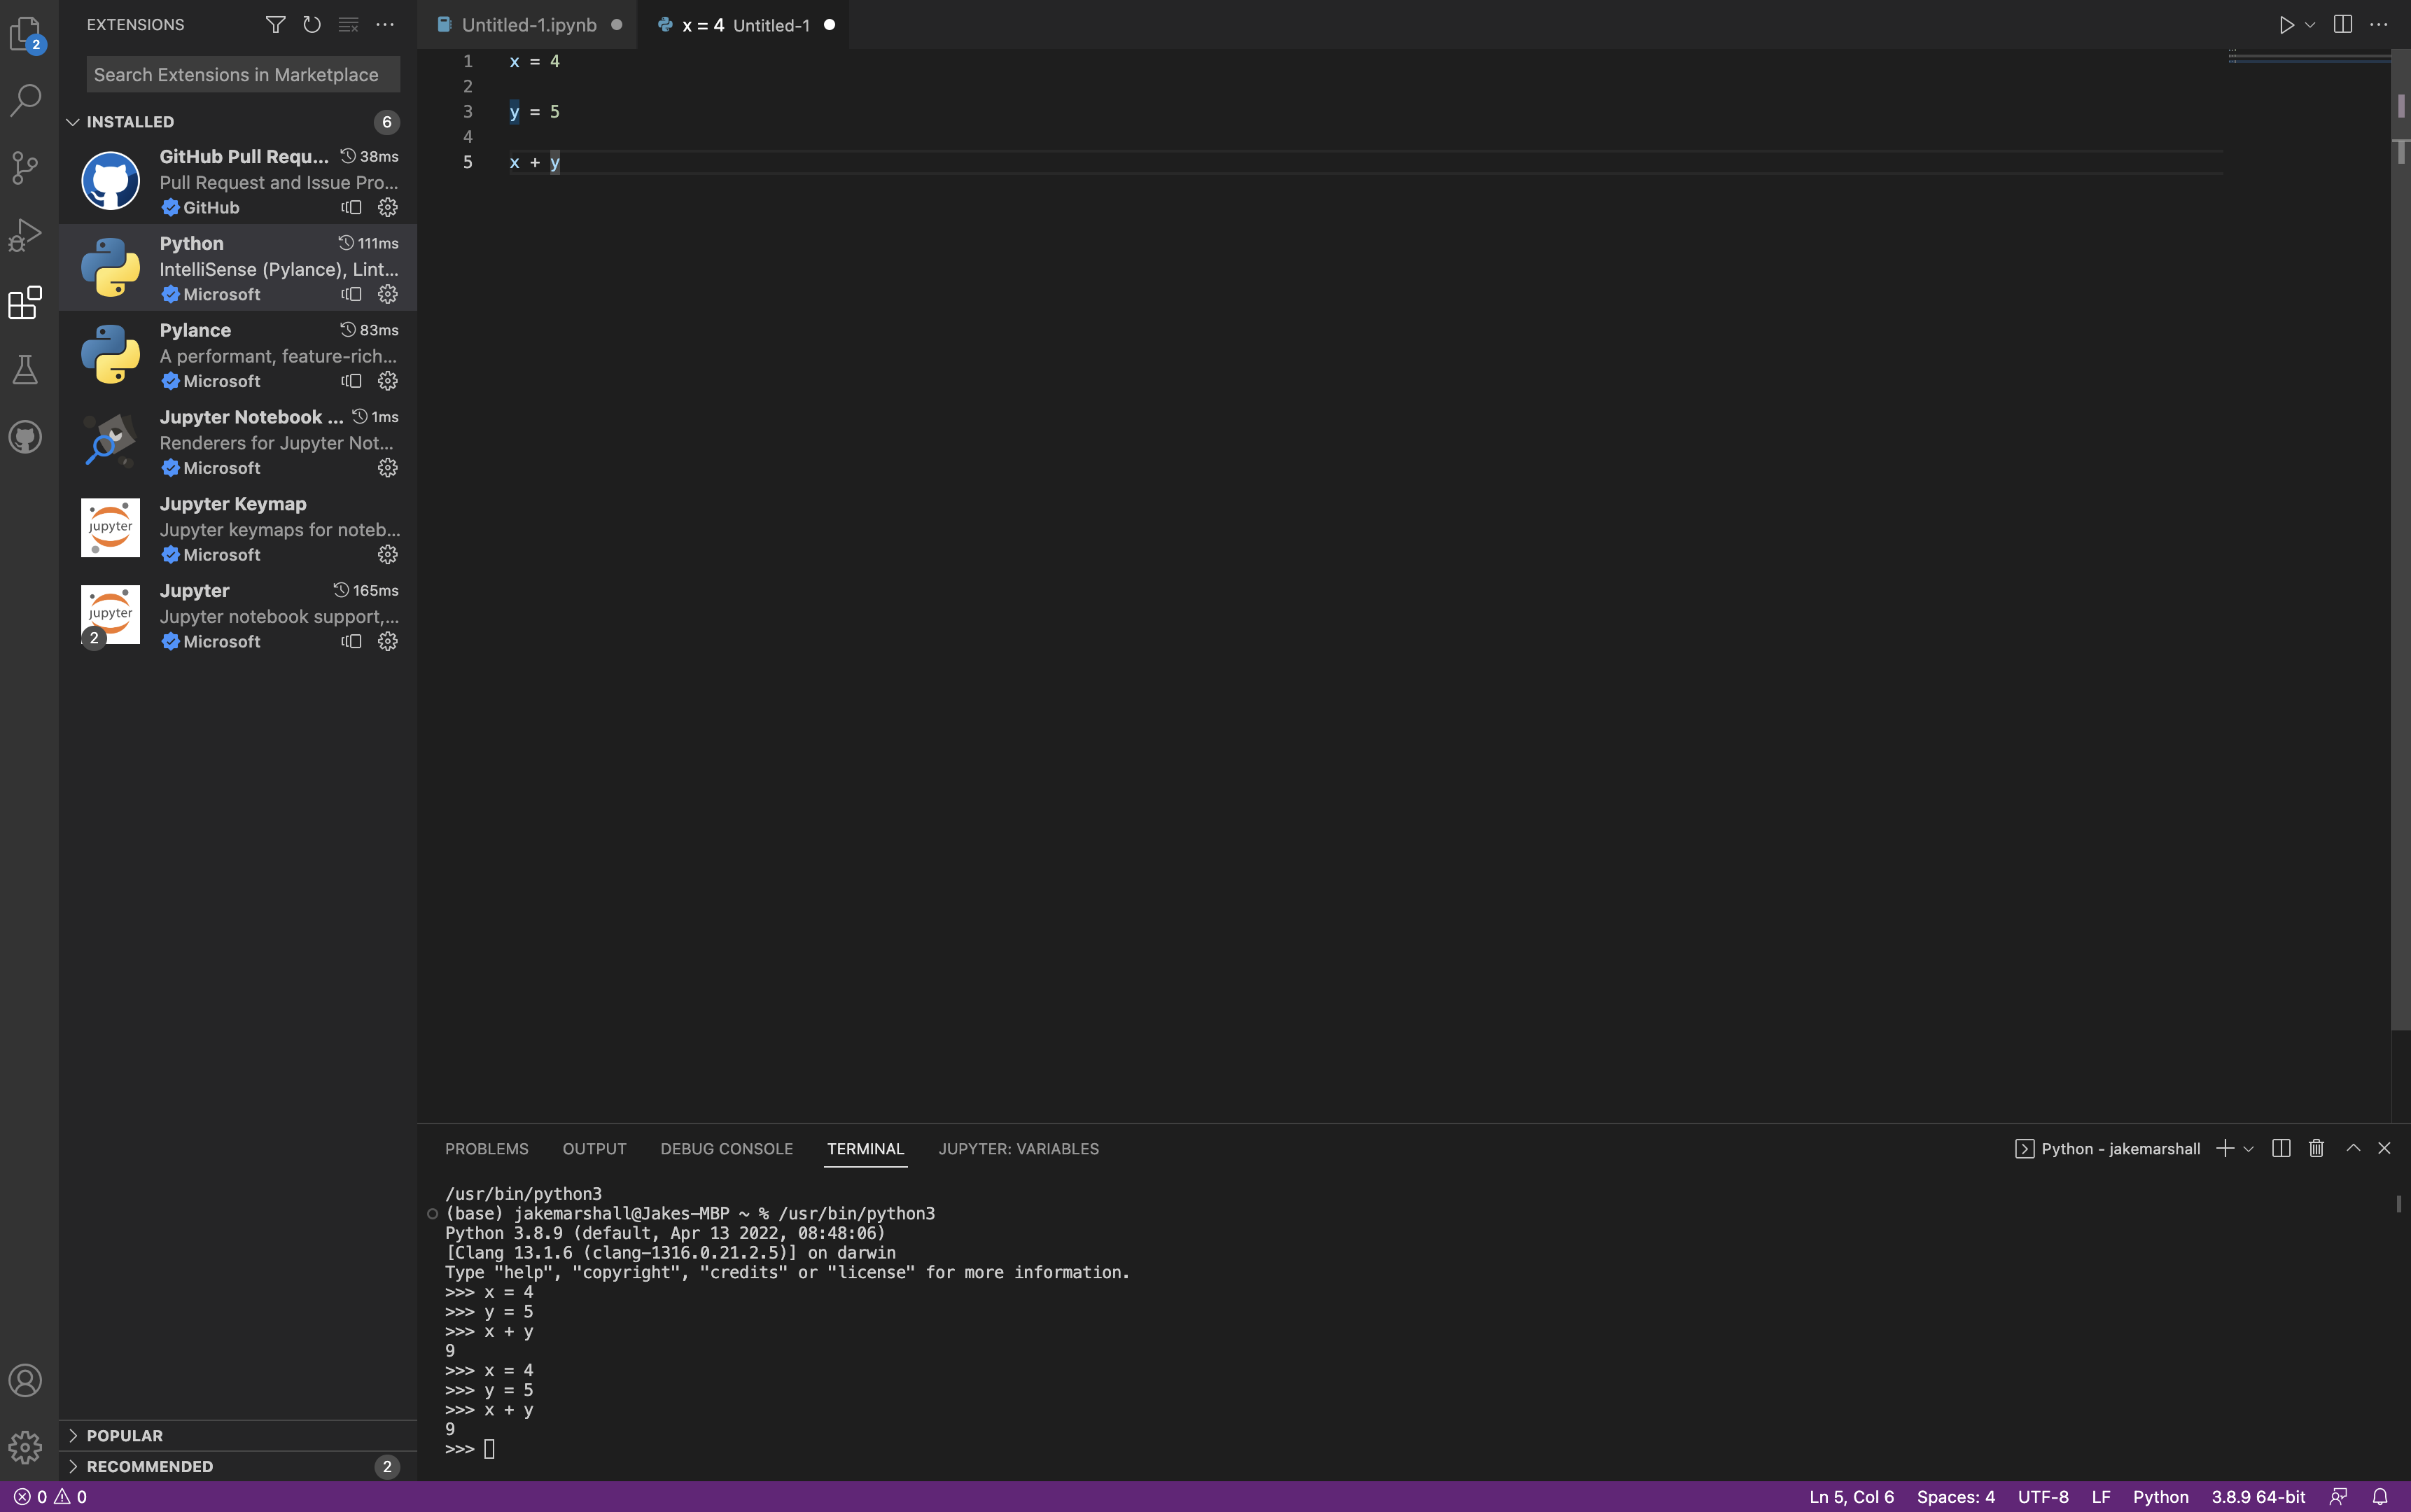 2
EXTENSIONS
Search Extensions in Marketplace
INSTALLED 6
GitHub Pull Requ... 38ms
Pull Request and Issue Pro...
GitHub
Python 111ms
IntelliSense (Pylance), Lint...
Microsoft
Pylance 83ms
A performant, feature-rich...
Microsoft
Jupyter Notebook ... 1ms
Renderers for Jupyter Not...
Microsoft
jupyter
Jupyter Keymap
Jupyter keymaps for noteb...
Microsoft
jupyter
2
Jupyter 165ms
Jupyter notebook support,...
Microsoft
POPULAR
RECOMMENDED 2
Untitled-1.ipynb
x = 4 Untitled-1
1 x = 4
2
3 y = 5
4
5 x + y
PROBLEMS OUTPUT DEBUG CONSOLE TERMINAL JUPYTER: VARIABLES
Python - jakemarshall
/usr/bin/python3
(base) jakemarshall@Jakes-MBP ~ % /usr/bin/python3
Python 3.8.9 (default, Apr 13 2022, 08:48:06)
[Clang 13.1.6 (clang-1316.0.21.2.5)] on darwin
Type "help", "copyright", "credits" or "license" for more information.
>>> x = 4
>>> y = 5
>>> x + y
9
>>> x = 4
>>> y = 5
>>> x + y
9
>>>
0 0
Ln 5, Col 6 Spaces: 4 UTF-8 LF Python 3.8.9 64-bit